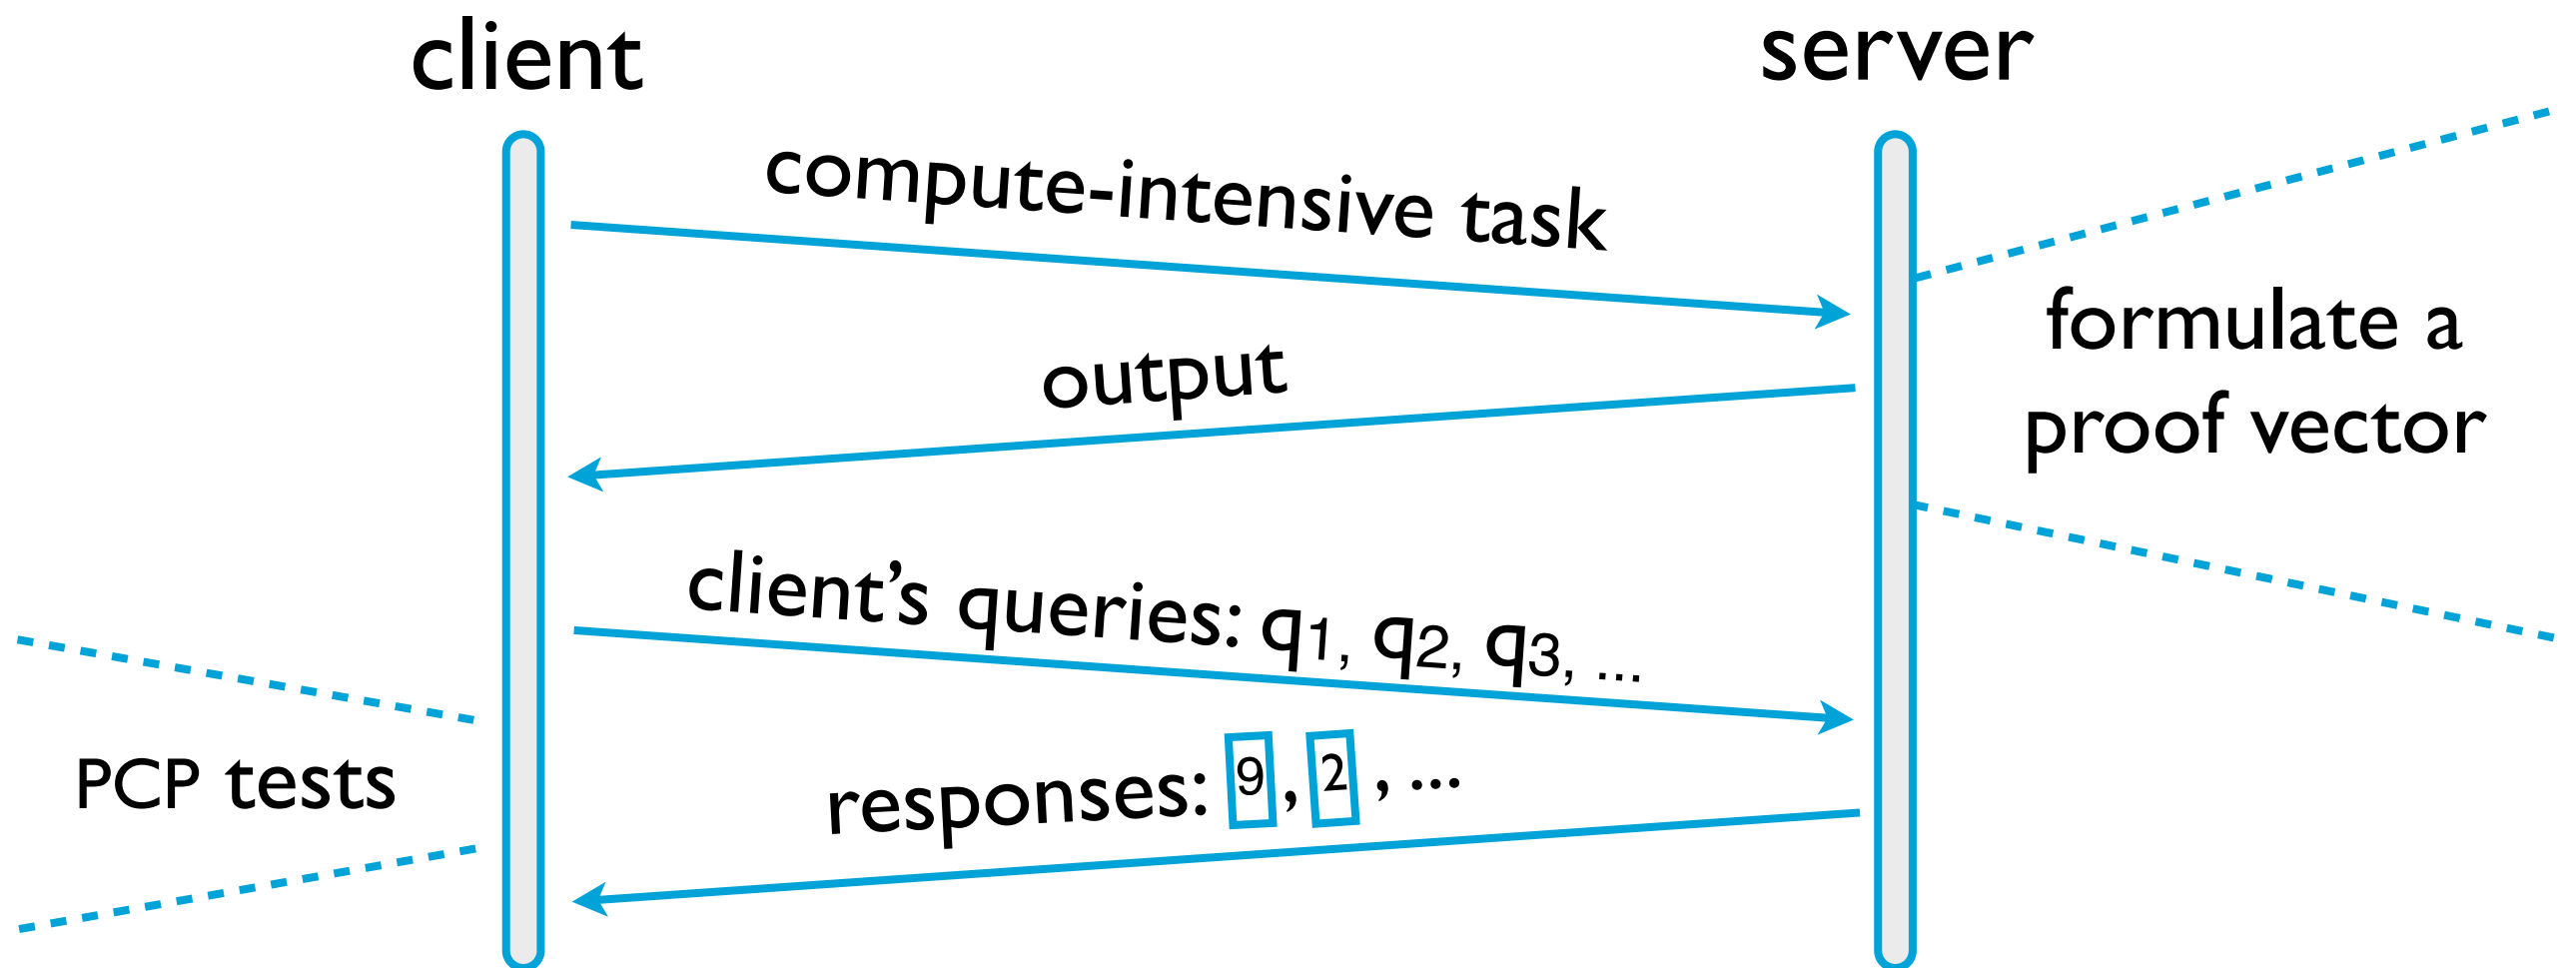 client
server
compute-intensive task
output
formulate a
proof vector
client’s queries: q1, q2, q3, ...
PCP tests
responses: 9, 2, ...